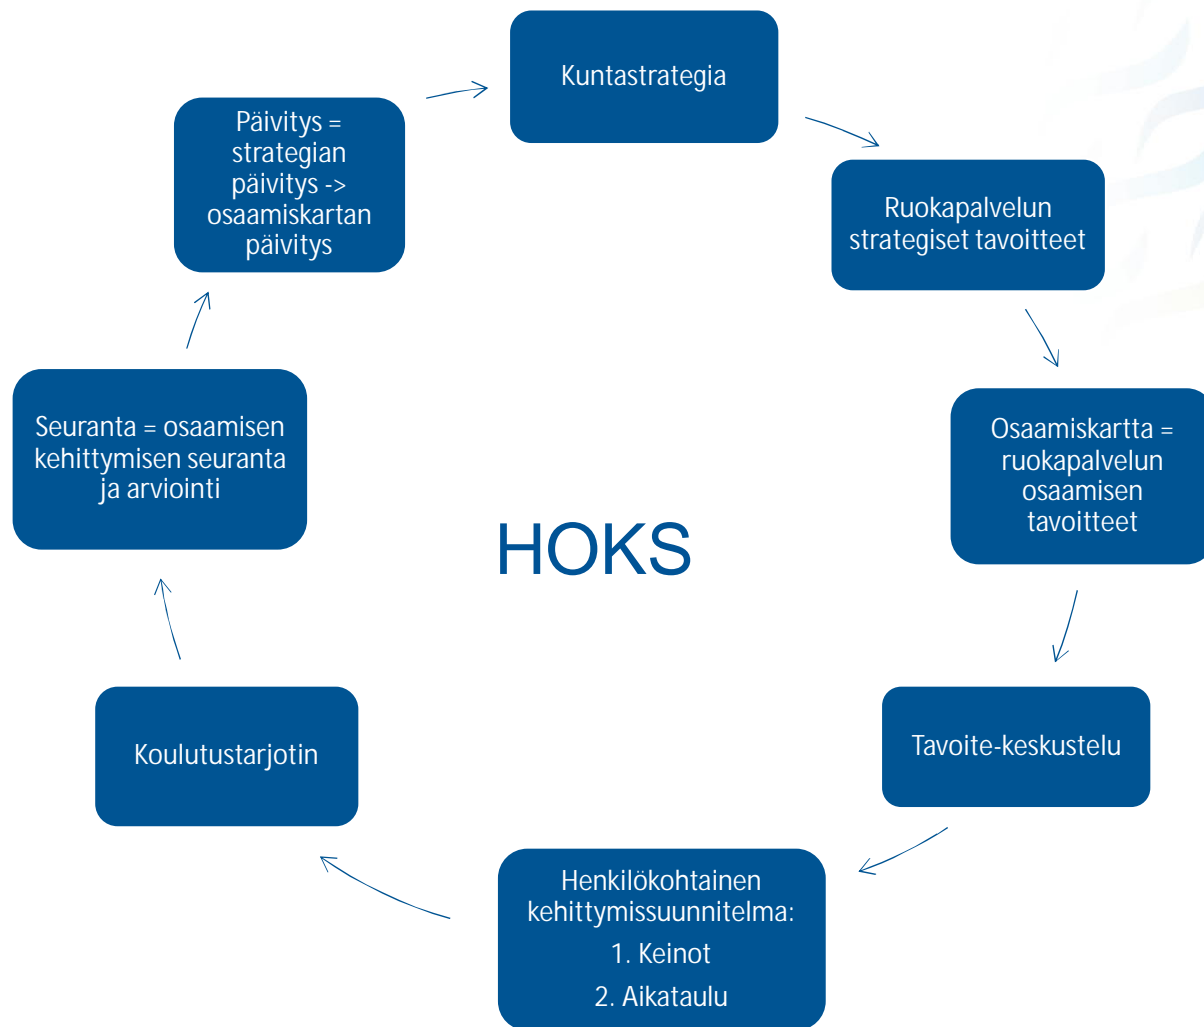 Kuntastrategia
Ruokapalvelun
strategiset tavoitteet
Osaamiskartta =
ruokapalvelun
osaamisen
tavoitteet
Tavoite-keskustelu
Henkilökohtainen
kehittymissuunnitelma:
1. Keinot
2. Aikataulu
Koulutustarjotin
Seuranta = osaamisen
kehittymisen seuranta
ja arviointi
Päivitys =
strategian
päivitys ->
osaamiskartan
päivitys
HOKS